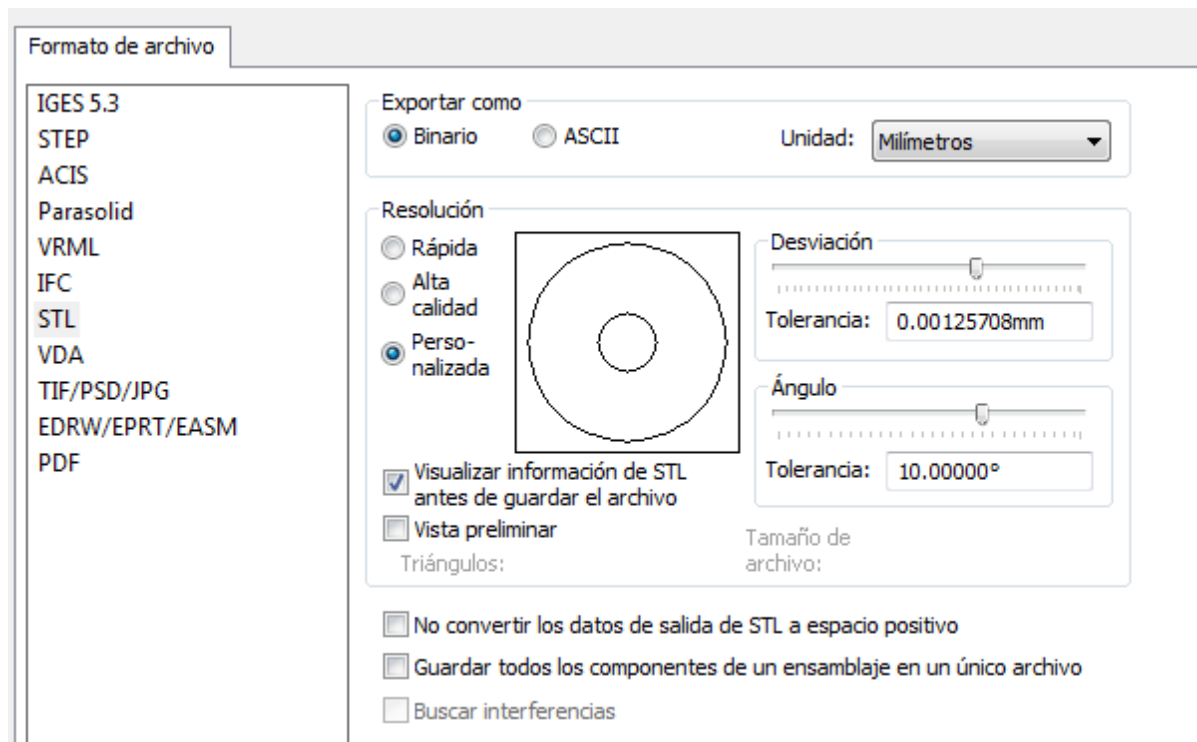 Formato de archivo
IGES 5.3
STEP
ACIS
Parasolid
VRML
IFC
STL
VDA
TIF/PSD/JPG
EDRW/EPRT/EASM
PDF
Exportar como
Binario
ASCII
Unidad:
Milímetros
Resolución
Rápida
Alta
calidad
Perso-
nalizada
Desviación
Tolerancia:
0.00125708mm
Ángulo
Tolerancia:
10.00000°
Visualizar información de STL
antes de guardar el archivo
Vista preliminar
Triángulos:
Tamaño de
archivo:
No convertir los datos de salida de STL a espacio positivo
Guardar todos los componentes de un ensamblaje en un único archivo
Buscar interferencias